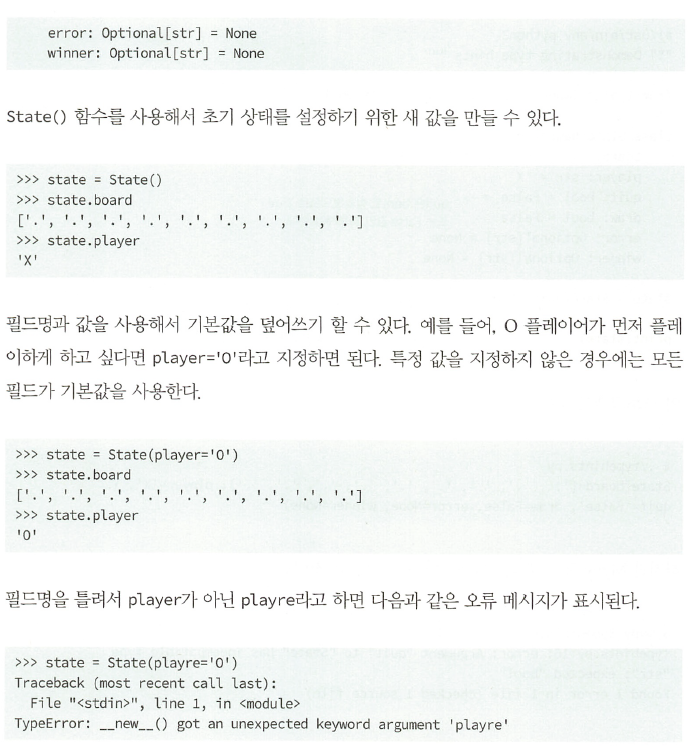 error: Optional[str] = None
winner: Optional[str] = None
State() 함수를 사용해서 초기 상태를 설정하기 위한 새 값을 만들 수 있다.
>>> state = State()
>>> state.board
['.', '.', '.', '.', '.', '.', '.', '.', '.']
>>> state.player
'X'
필드명과 값을 사용해서 기본값을 덮어쓰기 할 수 있다. 예를 들어, O 플레이어가 먼저 플레
이하게 하고 싶다면 player='O'라고 지정하면 된다. 특정 값을 지정하지 않은 경우에는 모든
필드가 기본값을 사용한다.
>>> state = State(player='O')
>>> state.board
['.', '.', '.', '.', '.', '.', '.', '.', '.']
>>> state.player
'O'
필드명을 틀려서 player가 아닌 playre라고 하면 다음과 같은 오류 메시지가 표시된다.
>>> state = State(playre='O')
Traceback (most recent call last):
File "<stdin>", line 1, in <module>
TypeError: __new__() got an unexpected keyword argument 'playre'